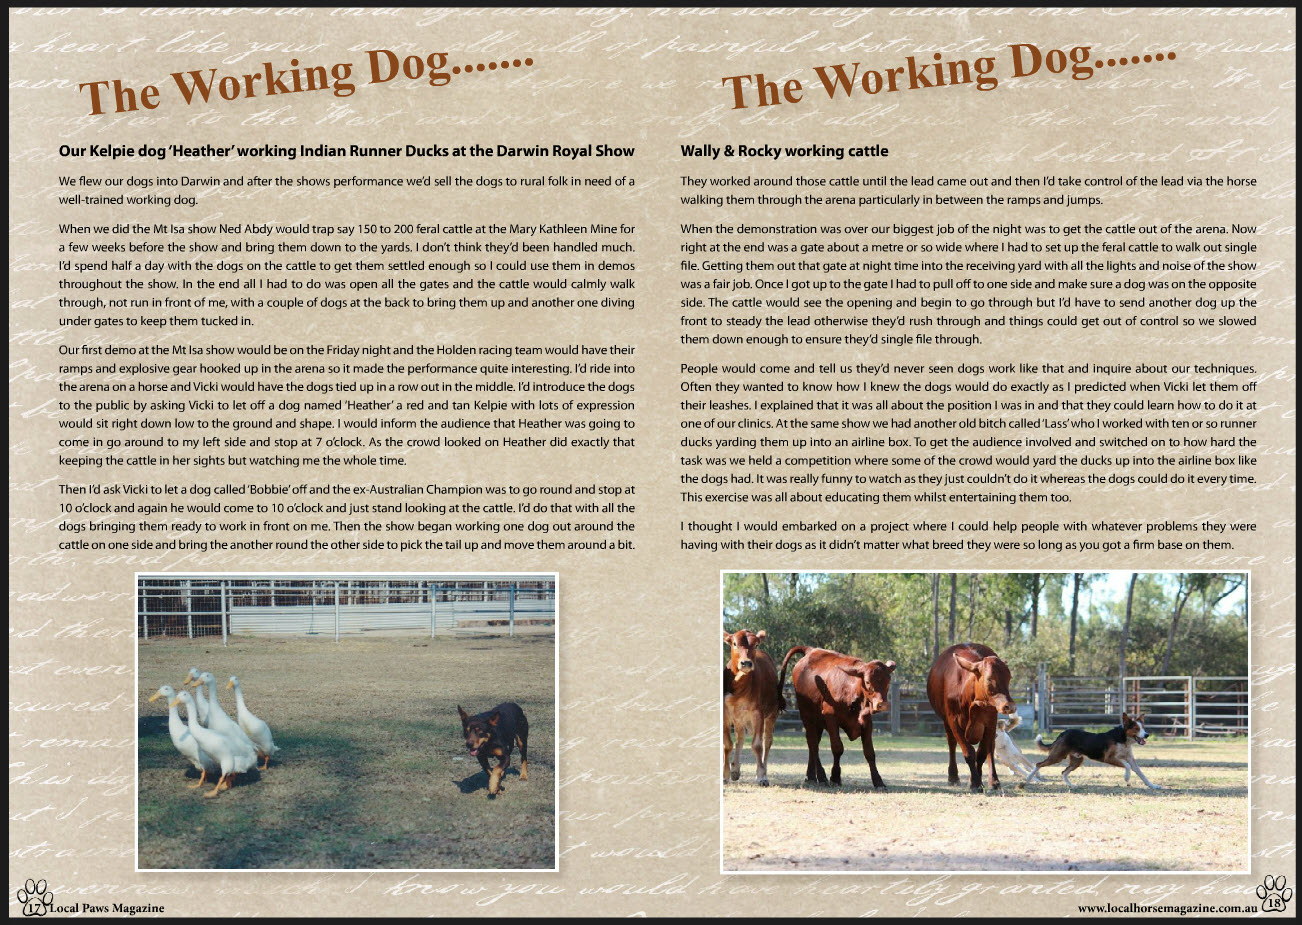 The Working Dog.......
Our Kelpie dog ‘Heather’ working Indian Runner Ducks at the Darwin Royal Show
We flew our dogs into Darwin and after the shows performance we’d sell the dogs to rural folk in need of a
well-trained working dog.
When we did the Mt Isa show Ned Abdy would trap say 150 to 200 feral cattle at the Mary Kathleen Mine for
a few weeks before the show and bring them down to the yards. I don’t think they’d been handled much.
I’d spend half a day with the dogs on the cattle to get them settled enough so I could use them in demos
throughout the show. In the end all I had to do was open all the gates and the cattle would calmly walk
through, not run in front of me, with a couple of dogs at the back to bring them up and another one diving
under gates to keep them tucked in.
Our first demo at the Mt Isa show would be on the Friday night and the Holden racing team would have their
ramps and explosive gear hooked up in the arena so it made the performance quite interesting. I’d ride into
the arena on a horse and Vicki would have the dogs tied up in a row out in the middle. I’d introduce the dogs
to the public by asking Vicki to let off a dog named ‘Heather’ a red and tan Kelpie with lots of expression
would sit right down low to the ground and shape. I would inform the audience that Heather was going to
come in go around to my left side and stop at 7 o’clock. As the crowd looked on Heather did exactly that
keeping the cattle in her sights but watching me the whole time.
Then I’d ask Vicki to let a dog called ‘Bobbie’ off and the ex-Australian Champion was to go round and stop at
10 o’clock and again he would come to 10 o’clock and just stand looking at the cattle. I’d do that with all the
dogs bringing them ready to work in front on me. Then the show began working one dog out around the
cattle on one side and bring the another round the other side to pick the tail up and move them around a bit.
17 Local Paws Magazine
The Working Dog.......
Wally & Rocky working cattle
They worked around those cattle until the lead came out and then I’d take control of the lead via the horse
walking them through the arena particularly in between the ramps and jumps.
When the demonstration was over our biggest job of the night was to get the cattle out of the arena. Now
right at the end was a gate about a metre or so wide where I had to set up the feral cattle to walk out single
file. Getting them out that gate at night time into the receiving yard with all the lights and noise of the show
was a fair job. Once I got up to the gate I had to pull off to one side and make sure a dog was on the opposite
side. The cattle would see the opening and begin to go through but I’d have to send another dog up the
front to steady the lead otherwise they’d rush through and things could get out of control so we slowed
them down enough to ensure they’d single file through.
People would come and tell us they’d never seen dogs work like that and inquire about our techniques.
Often they wanted to know how I knew the dogs would do exactly as I predicted when Vicki let them off
their leashes. I explained that it was all about the position I was in and that they could learn how to do it at
one of our clinics. At the same show we had another old bitch called ‘Lass’ who I worked with ten or so runner
ducks yarding them up into an airline box. To get the audience involved and switched on to how hard the
task was we held a competition where some of the crowd would yard the ducks up into the airline box like
the dogs had. It was really funny to watch as they just couldn’t do it whereas the dogs could do it every time.
This exercise was all about educating them whilst entertaining them too.
I thought I would embarked on a project where I could help people with whatever problems they were
having with their dogs as it didn’t matter what breed they were so long as you got a firm base on them.
www.localhorsemagazine.com.au 18